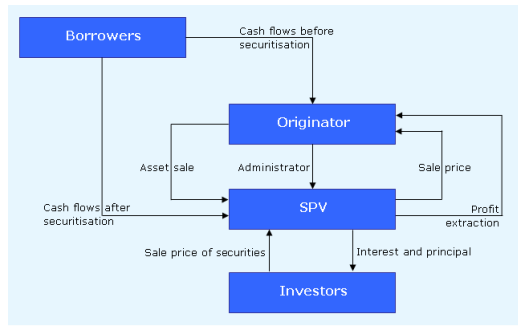 Borrowers
Cash flows before
securitisation
Originator
Asset sale
Administrator
Sale price
Cash flows after
securitisation
SPV
Profit
extraction
Sale price of securities
Interest and principal
Investors